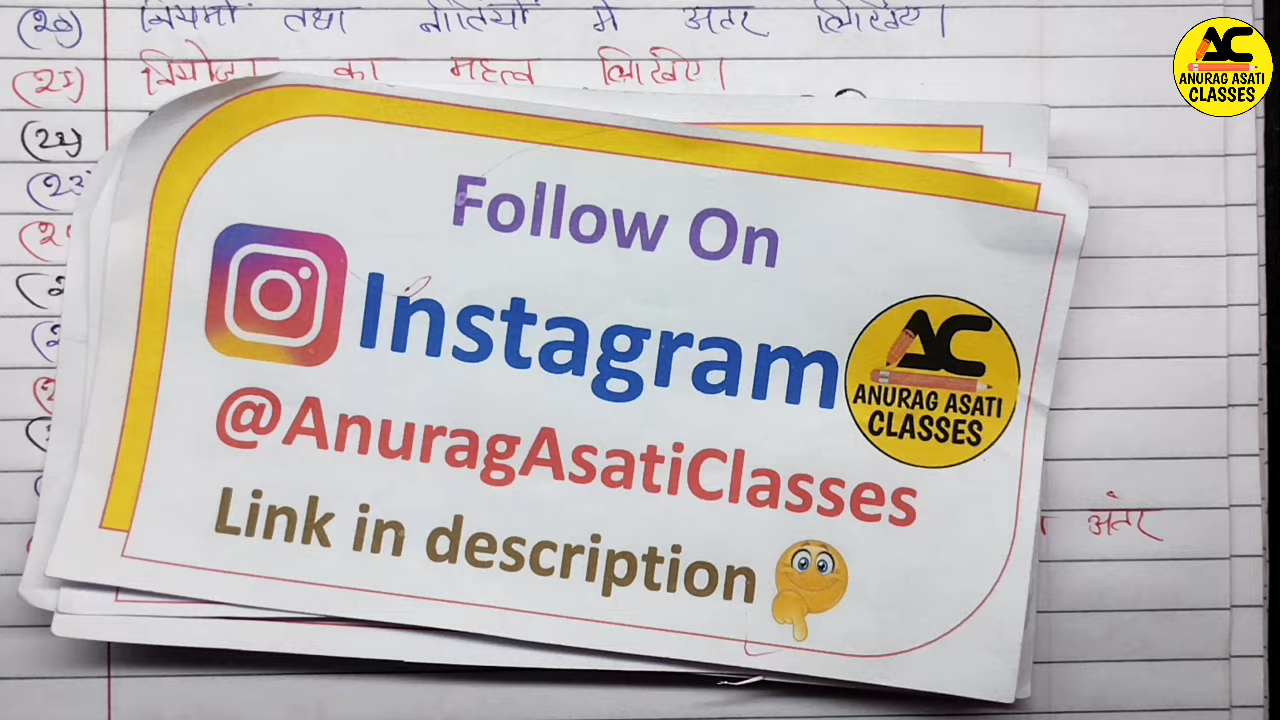 (२०) नियमों तथा नीतियों में अंतर लिखिए।
(२१) नियोजन का महत्व लिखिए।
(२२)
(२३
Follow On
Instagram
@AnuragAsatiClasses
Link in description
AC
ANURAG ASATI
CLASSES
अंतर
AC
ANURAG ASATI
CLASSES